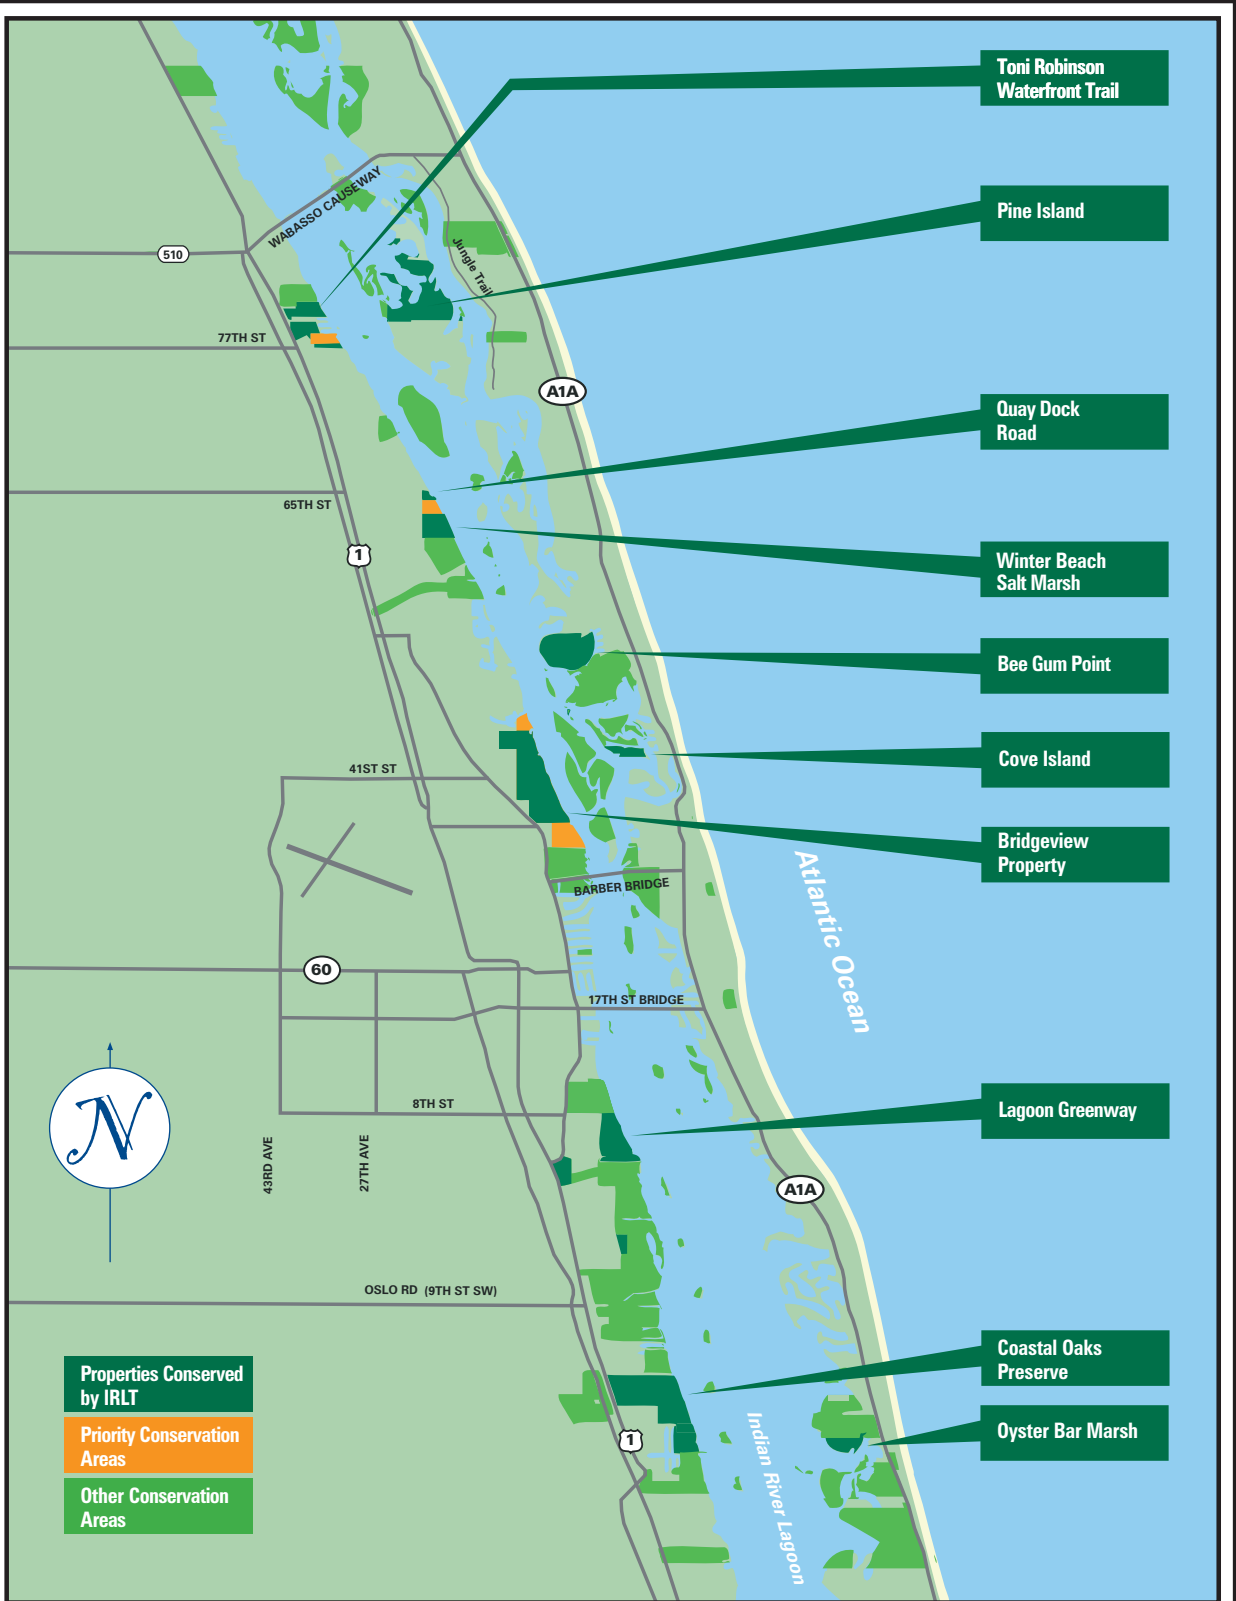 Toni Robinson
Waterfront Trail
Pine Island
WABASSO CAUSEWAY
510
Jungle Trail
77TH ST
A1A
Quay Dock
Road
65TH ST
1
Winter Beach
Salt Marsh
Bee Gum Point
Cove Island
41ST ST
Bridgeview
Property
BARBER BRIDGE
Atlantic Ocean
60
17TH ST BRIDGE
N
8TH ST
Lagoon Greenway
43RD AVE
27TH AVE
A1A
OSLO RD (9TH ST SW)
Coastal Oaks
Preserve
Properties Conserved
by IRLT
Priority Conservation
Areas
Other Conservation
Areas
1
Indian River Lagoon
Oyster Bar Marsh